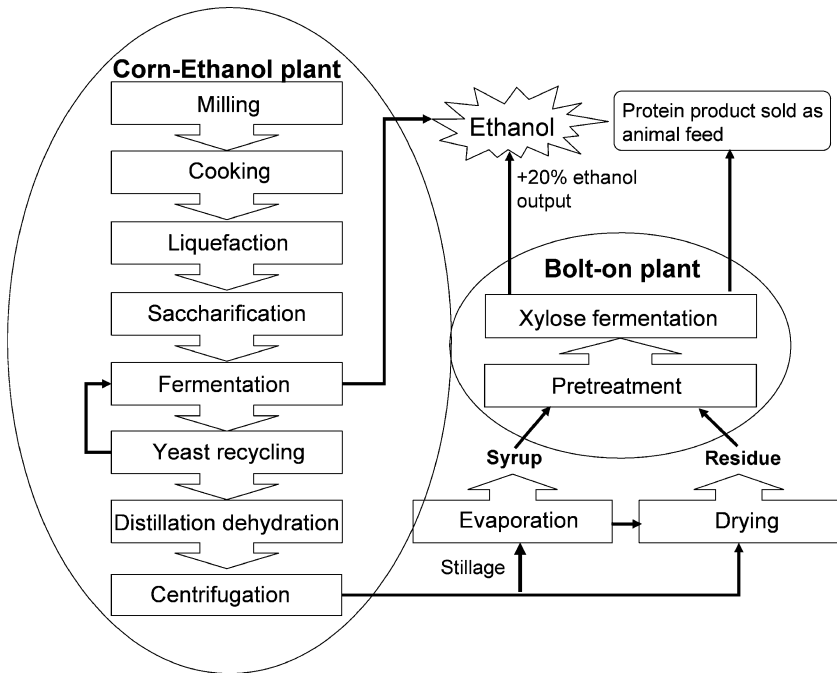 Corn-Ethanol plant
Milling
Cooking
Liquefaction
Saccharification
Fermentation
Yeast recycling
Distillation dehydration
Centrifugation
Ethanol
Protein product sold as
animal feed
+20% ethanol
output
Bolt-on plant
Xylose fermentation
Pretreatment
Syrup
Residue
Evaporation
Drying
Stillage